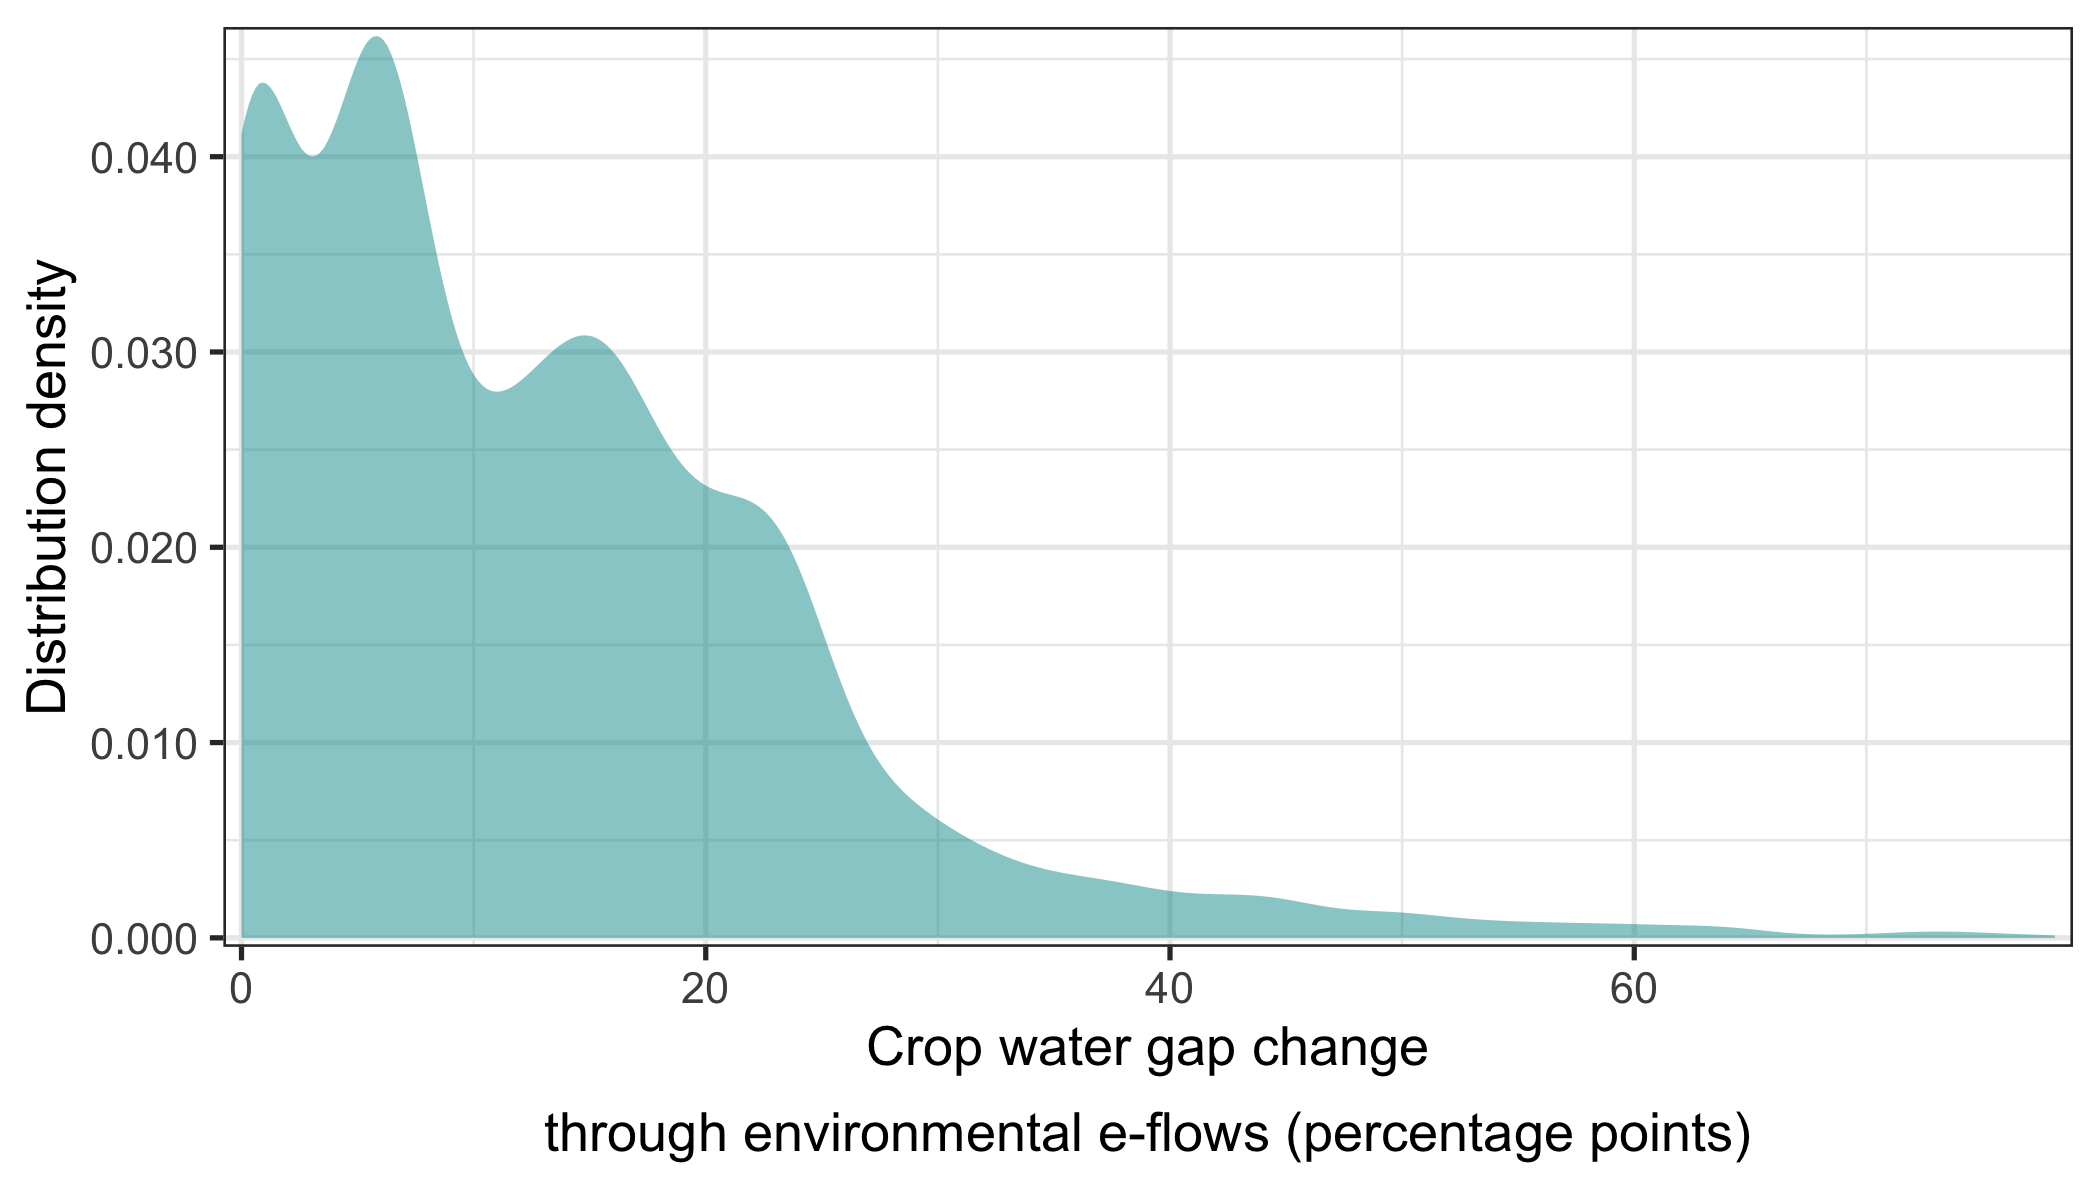 Distribution density
0.040
0.030
0.020
0.010
0.000
0 20 40 60
Crop water gap change
through environmental e-flows (percentage points)